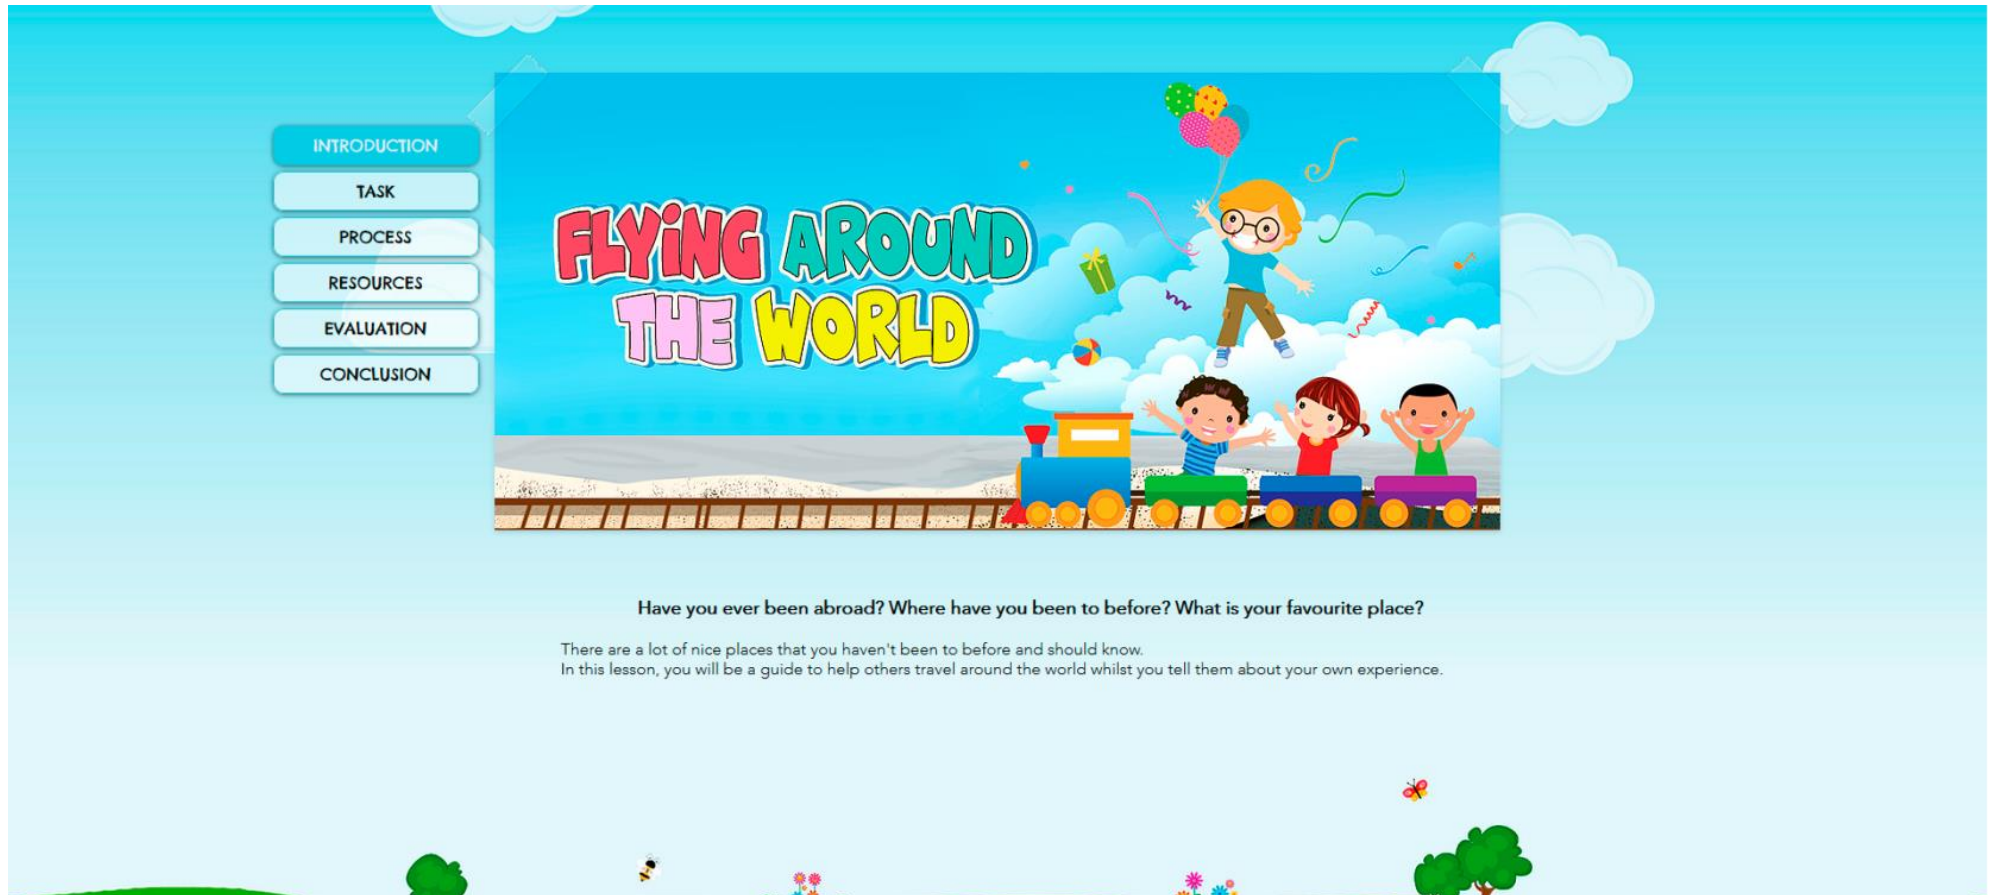 INTRODUCTION
TASK
PROCESS
RESOURCES
EVALUATION
CONCLUSION
FLYiNG AROUND
THE WORLD
Have you ever been abroad? Where have you been to before? What is your favourite place?
There are a lot of nice places that you haven't been to before and should know.
In this lesson, you will be a guide to help others travel around the world whilst you tell them about your own experience.